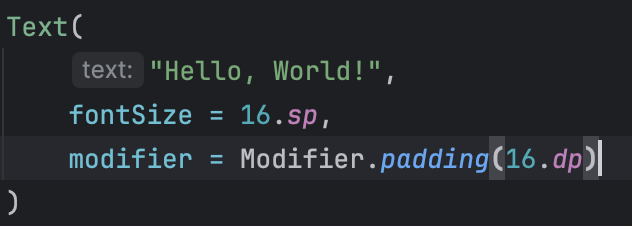 Text(
    text: "Hello, World!",
    fontSize = 16.sp,
    modifier = Modifier.padding(16.dp)
)